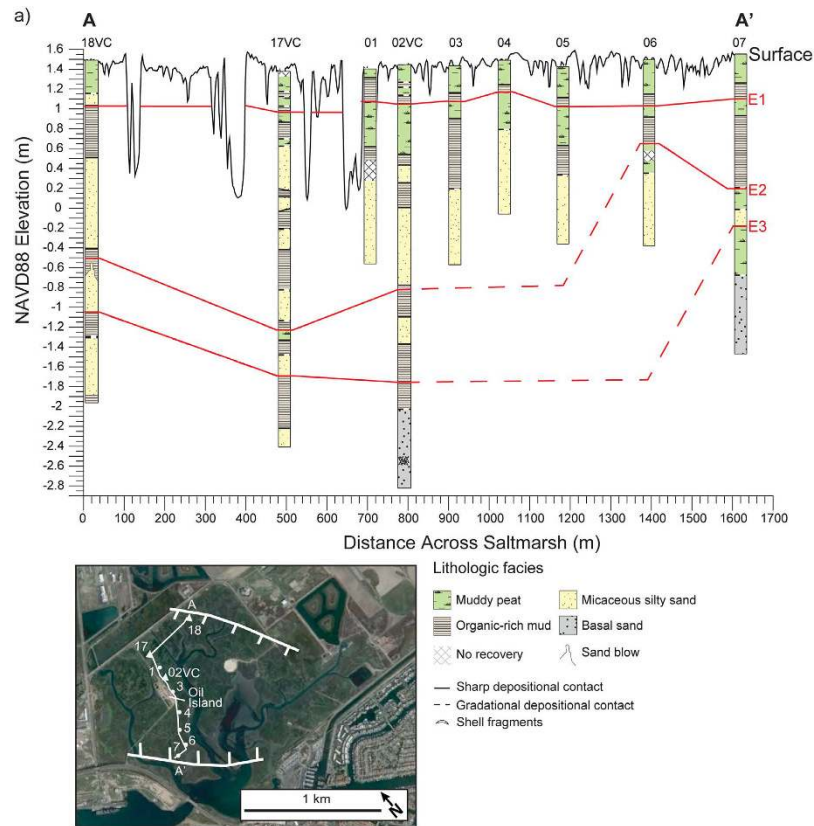 a)
A
A'
18VC 17VC 01 02VC 03 04 05 06 07
Surface
1.6
1.4
1.2
1
0.8
0.6
0.4
0.2
0
-0.2
-0.4
-0.6
-0.8
-1
-1.2
-1.4
-1.6
-1.8
-2
-2.2
-2.4
-2.6
-2.8
NAVD88 Elevation (m)
E1
E2
E3
0 100 200 300 400 500 600 700 800 900 1000 1100 1200 1300 1400 1500 1600 1700
Distance Across Saltmarsh (m)
Lithologic facies
Muddy peat
Micaceous silty sand
Organic-rich mud
Basal sand
No recovery
Sand blow
Sharp depositional contact
Gradational depositional contact
Shell fragments
A
18
17
1
02VC
3
Oil
Island
4
5
6
7
A'
1 km
N